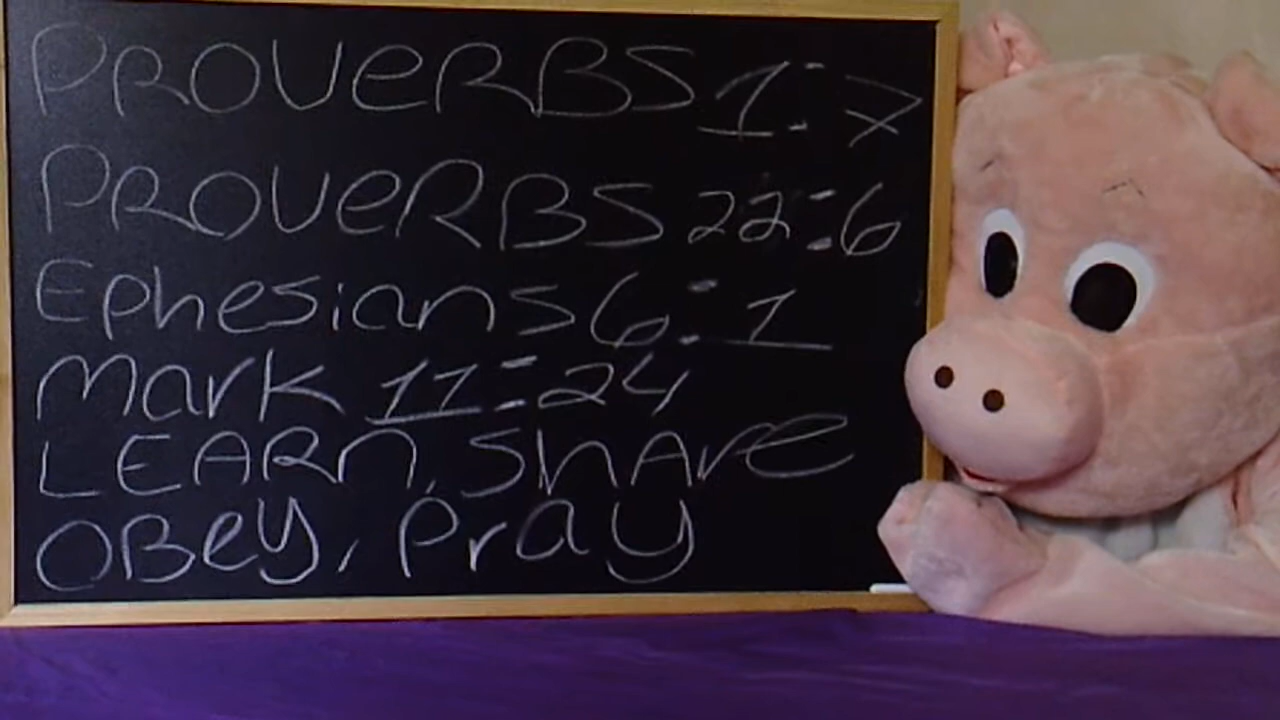 PROVeRBS 1:7
PROVeRBS 22:6
Ephesians 6:1
Mark 11:24
LEARn, ShAre
OBey, Pray